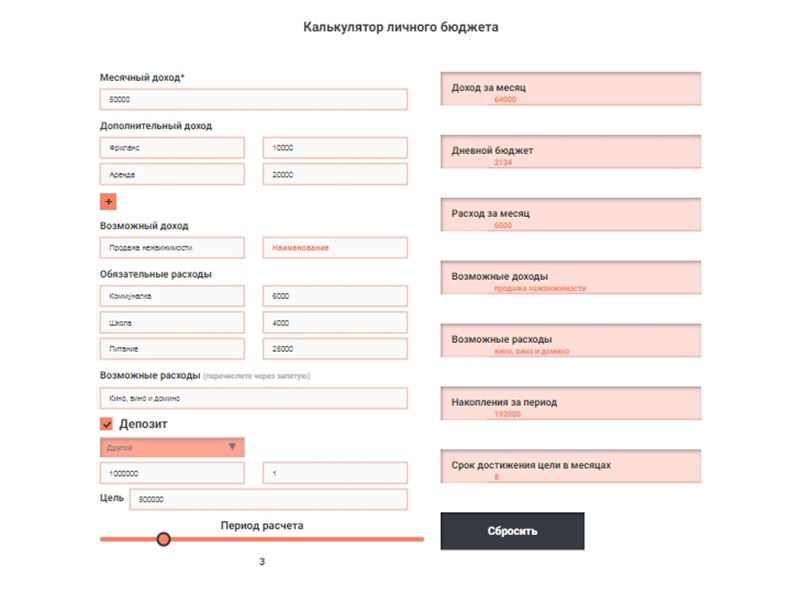 Калькулятор личного бюджета
Месячный доход*
50000
Дополнительный доход
Фриланс 10000
Аренда 20000
+
Возможный доход
Продажа нежвижимости Наименование
Обязательные расходы
Коммуналка 6000
Школа 4000
Питание 25000
Возможные расходы (перечислите через запятую)
Кино, вино и домино
Депозит
Другой
1000000 1
Цель 500000
Период расчета
3
Доход за месяц
64000
Дневной бюджет
2134
Расход за месяц
6000
Возможные доходы
продажа нежвижимости
Возможные расходы
кино, вино и домино
Накопления за период
192000
Срок достижения цели в месяцах
8
Сбросить